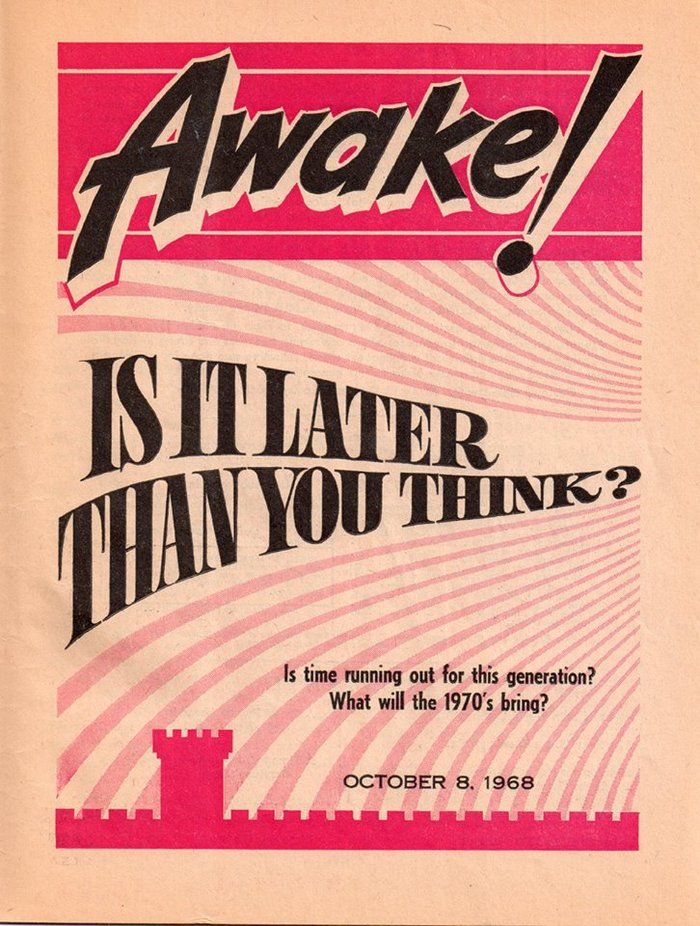 Awake!
IS IT LATER
THAN YOU THINK?
Is time running out for this generation?
What will the 1970's bring?
OCTOBER 8, 1968